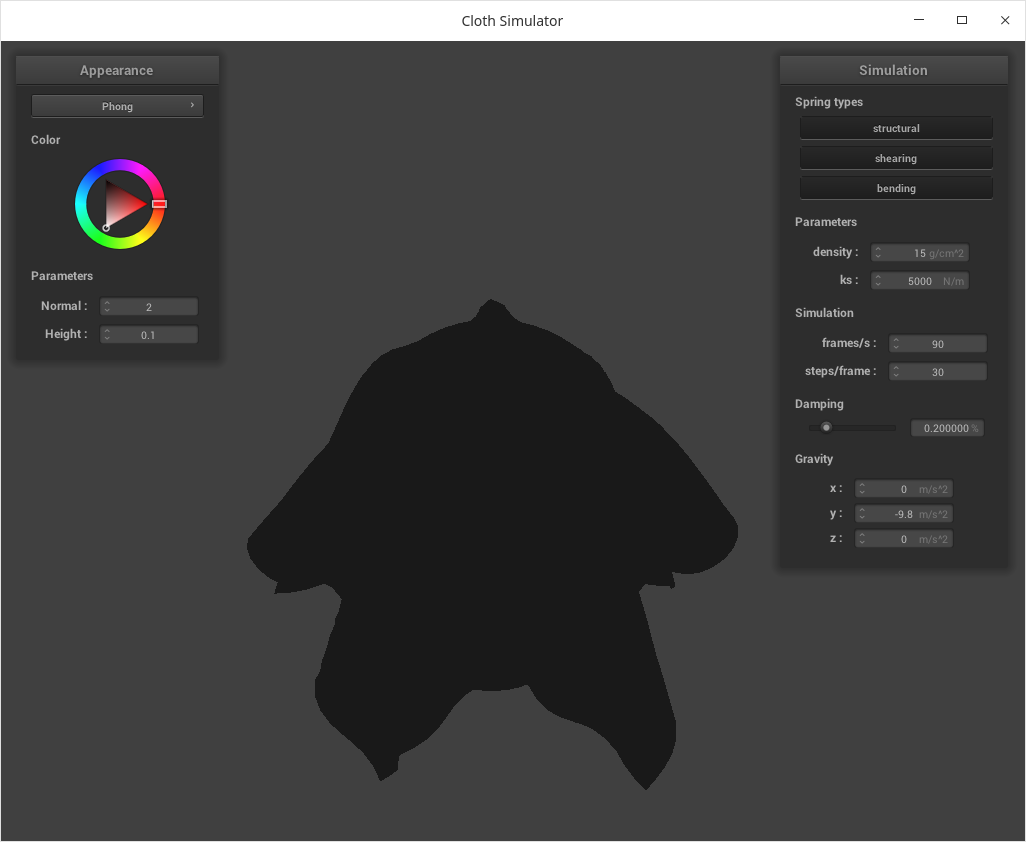 Cloth Simulator
Appearance
Phong
Color
Parameters
Normal : 2
Height : 0.1
Simulation
Spring types
structural
shearing
bending
Parameters
density : 15 g/cm^2
ks : 5000 N/m
Simulation
frames/s : 90
steps/frame : 30
Damping
0.200000 %
Gravity
x : 0 m/s^2
y : -9.8 m/s^2
z : 0 m/s^2